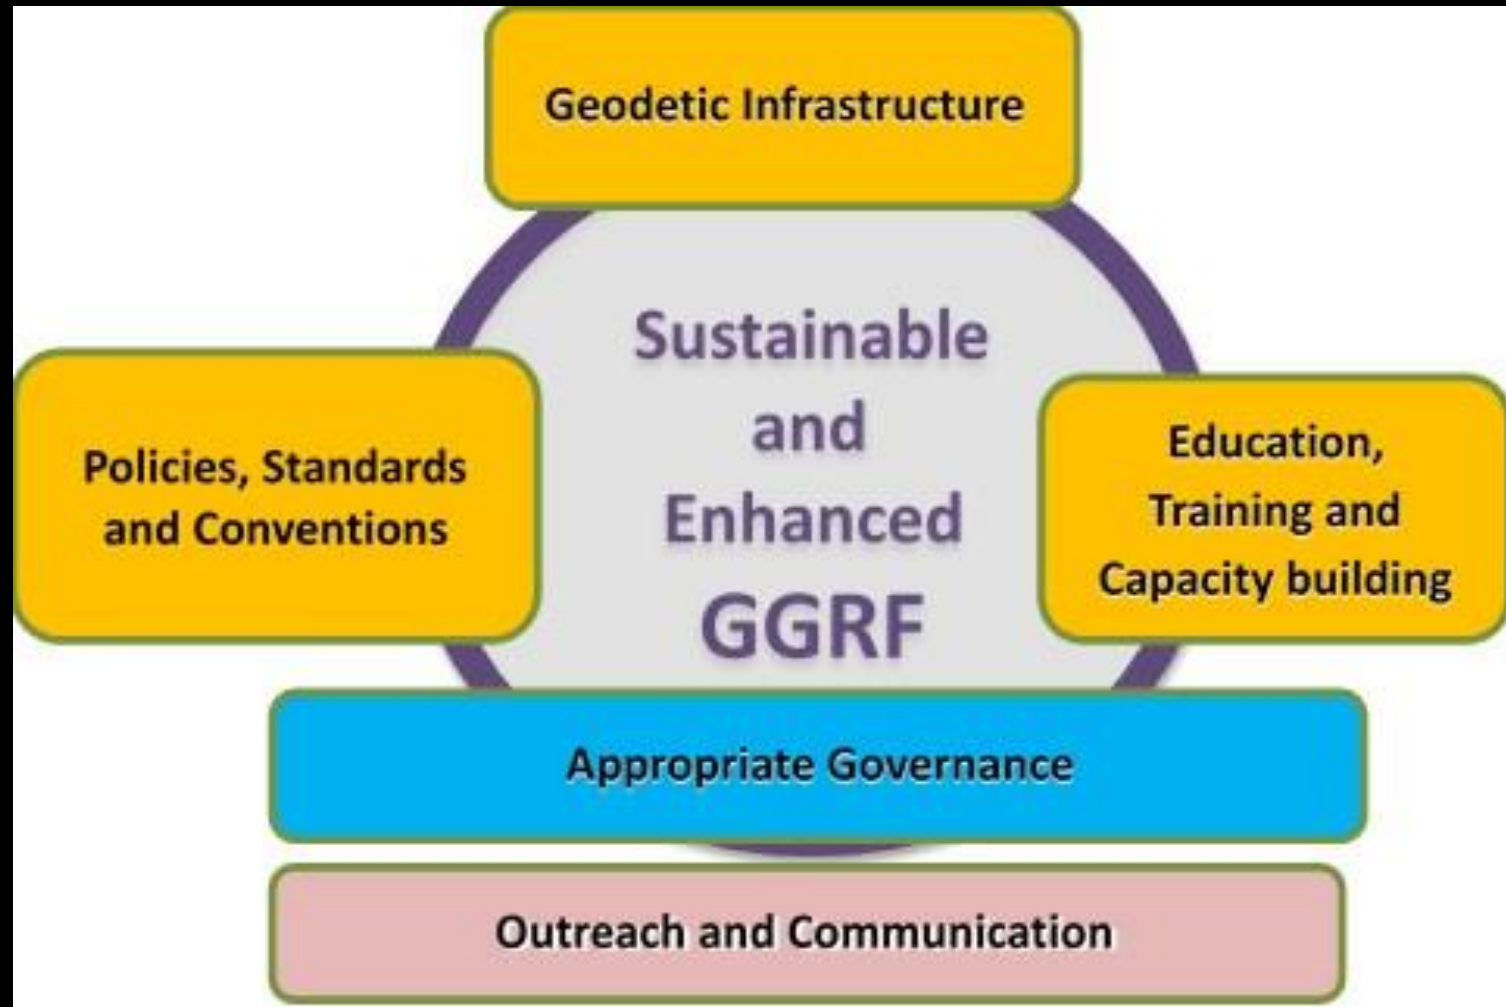 Geodetic Infrastructure
Sustainable
and
Enhanced
GGRF
Policies, Standards
and Conventions
Education,
Training and
Capacity building
Appropriate Governance
Outreach and Communication